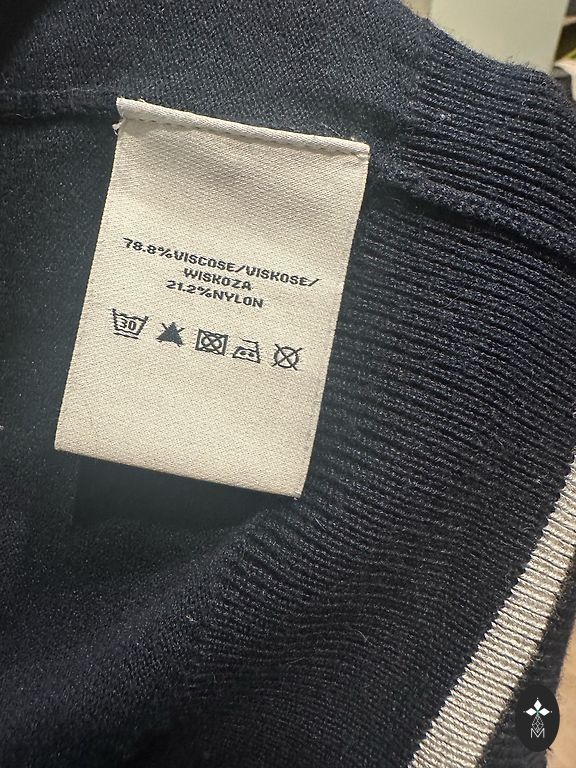 78.8%VISCOSE/VISKOSE/
WISKOZA
21.2%NYLON
30
M